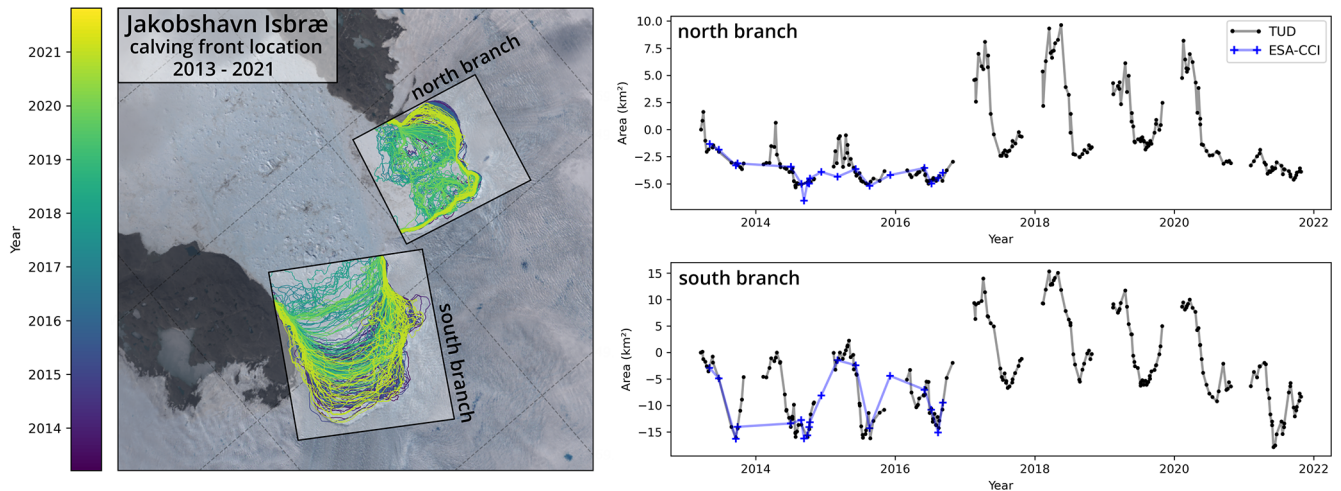 Jakobshavn Isbræ
calving front location
2013 - 2021
north branch
south branch
Year
2021
2020
2019
2018
2017
2016
2015
2014
north branch
TUD
ESA-CCI
Area (km²)
10.0
7.5
5.0
2.5
0.0
−2.5
−5.0
2014 2016 2018 2020 2022
Year
south branch
Area (km²)
15
10
5
0
−5
−10
−15
2014 2016 2018 2020 2022
Year